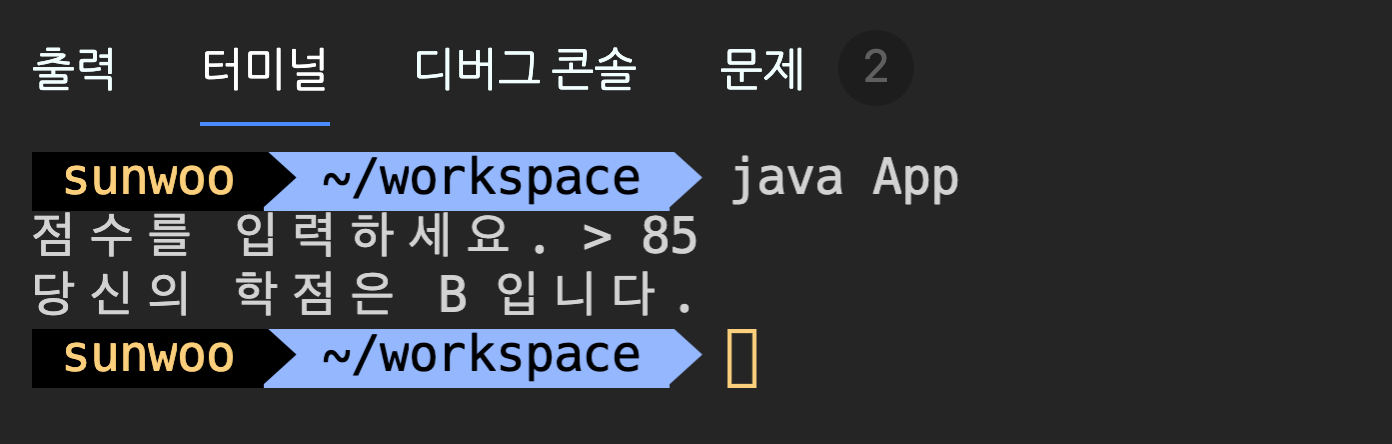 출력 터미널 디버그 콘솔 문제 2
sunwoo ~/workspace java App
점수를 입력하세요. > 85
당신의 학점은 B 입니다.
sunwoo ~/workspace